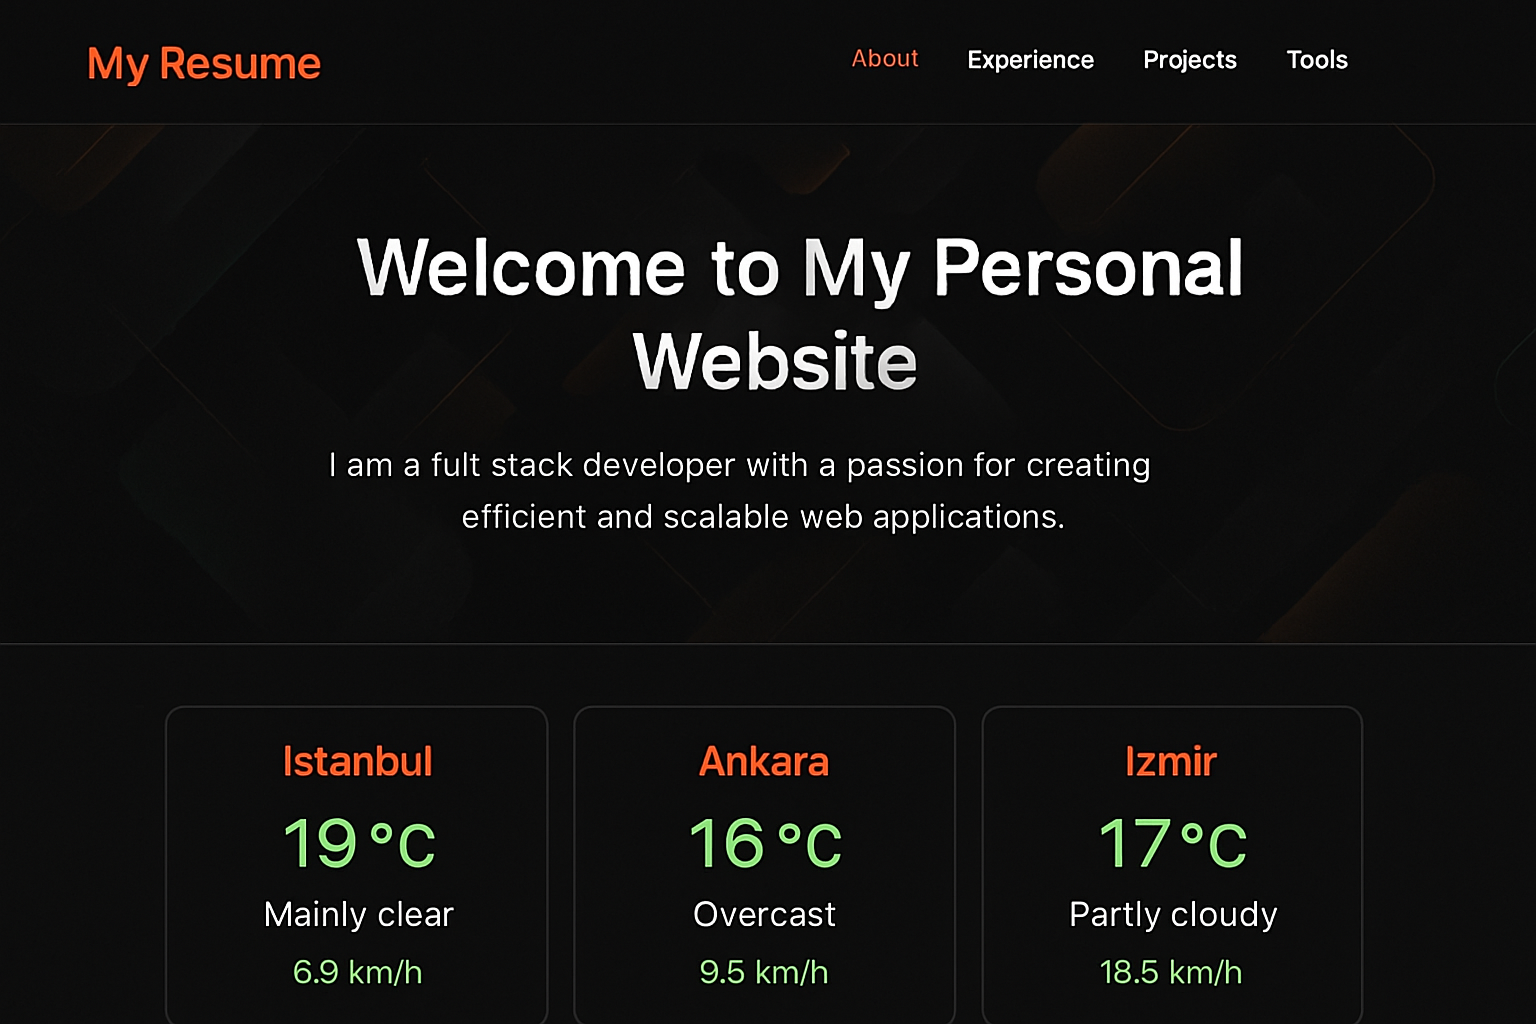 My Resume
About Experience Projects Tools
Welcome to My Personal
Website
I am a fult stack developer with a passion for creating
efficient and scalable web applications.
Istanbul
19 °C
Mainly clear
6.9 km/h
Ankara
16 °C
Overcast
9.5 km/h
Izmir
17 °C
Partly cloudy
18.5 km/h